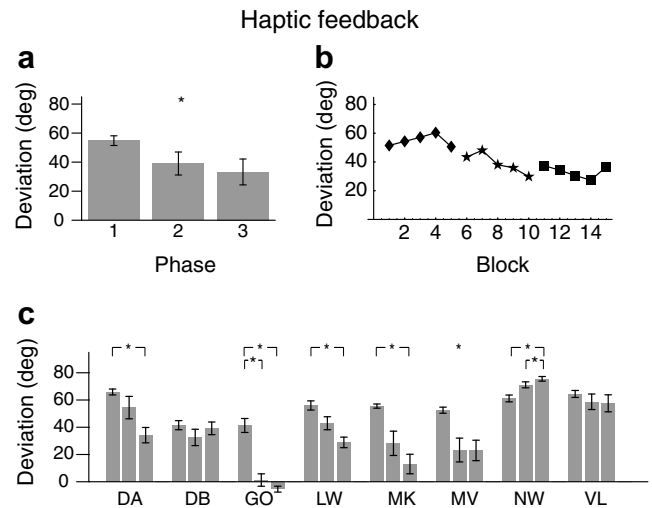 Haptic feedback
a
b
Deviation (deg)
80
60
40
20
0
*
1 2 3
Phase
Deviation (deg)
80
60
40
20
2 4 6 8 10 12 14
Block
c
Deviation (deg)
80
60
40
20
0
* * * * * * * * *
DA DB GO LW MK MV NW VL